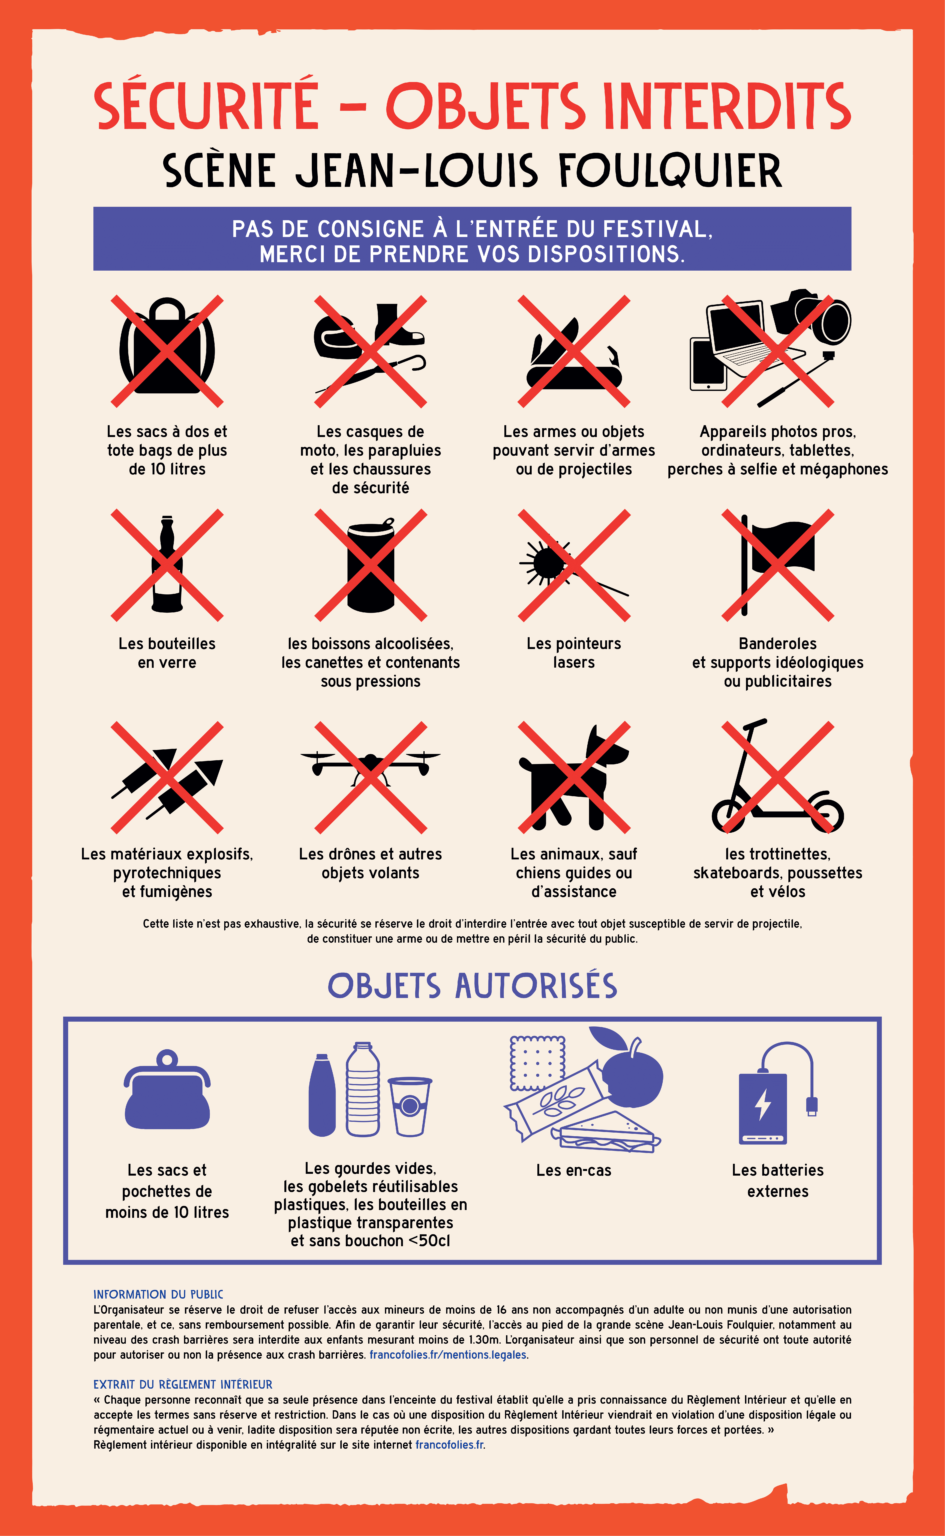 SÉCURITÉ – OBJETS INTERDITS
SCÈNE JEAN-LOUIS FOULQUIER
PAS DE CONSIGNE À L'ENTRÉE DU FESTIVAL,
MERCI DE PRENDRE VOS DISPOSITIONS.
Les sacs à dos et
tote bags de plus
de 10 litres
Les casques de
moto, les parapluies
et les chaussures
de sécurité
Les armes ou objets
pouvant servir d'armes
ou de projectiles
Appareils photos pros,
ordinateurs, tablettes,
perches à selfie et mégaphones
Les bouteilles
en verre
les boissons alcoolisées,
les canettes et contenants
sous pressions
Les pointeurs
lasers
Banderoles
et supports idéologiques
ou publicitaires
Les matériaux explosifs,
pyrotechniques
et fumigènes
Les drônes et autres
objets volants
Les animaux, sauf
chiens guides ou
d'assistance
les trottinettes,
skateboards, poussettes
et vélos
Cette liste n'est pas exhaustive, la sécurité se réserve le droit d'interdire l'entrée avec tout objet susceptible de servir de projectile,
de constituer une arme ou de mettre en péril la sécurité du public.
OBJETS AUTORISÉS
Les sacs et
pochettes de
moins de 10 litres
Les gourdes vides,
les gobelets réutilisables
plastiques, les bouteilles en
plastique transparentes
et sans bouchon <50cl
Les en-cas
Les batteries
externes
INFORMATION DU PUBLIC
L'Organisateur se réserve le droit de refuser l'accès aux mineurs de moins de 16 ans non accompagnés d'un adulte ou non munis d'une autorisation
parentale, et ce, sans remboursement possible. Afin de garantir leur sécurité, l'accès au pied de la grande scène Jean-Louis Foulquier, notamment au
niveau des crash barrières sera interdite aux enfants mesurant moins de 1.30m. L'organisateur ainsi que son personnel de sécurité ont toute autorité
pour autoriser ou non la présence aux crash barrières. francofolies.fr/mentions.legales.
EXTRAIT DU RÈGLEMENT INTÉRIEUR
« Chaque personne reconnaît que sa seule présence dans l'enceinte du festival établit qu'elle a pris connaissance du Règlement Intérieur et qu'elle en
accepte les termes sans réserve et restriction. Dans le cas où une disposition du Règlement Intérieur viendrait en violation d'une disposition légale ou
régmentaire actuel ou à venir, ladite disposition sera réputée non écrite, les autres dispositions gardant toutes leurs forces et portées. »
Règlement intérieur disponible en intégralité sur le site internet francofolies.fr.